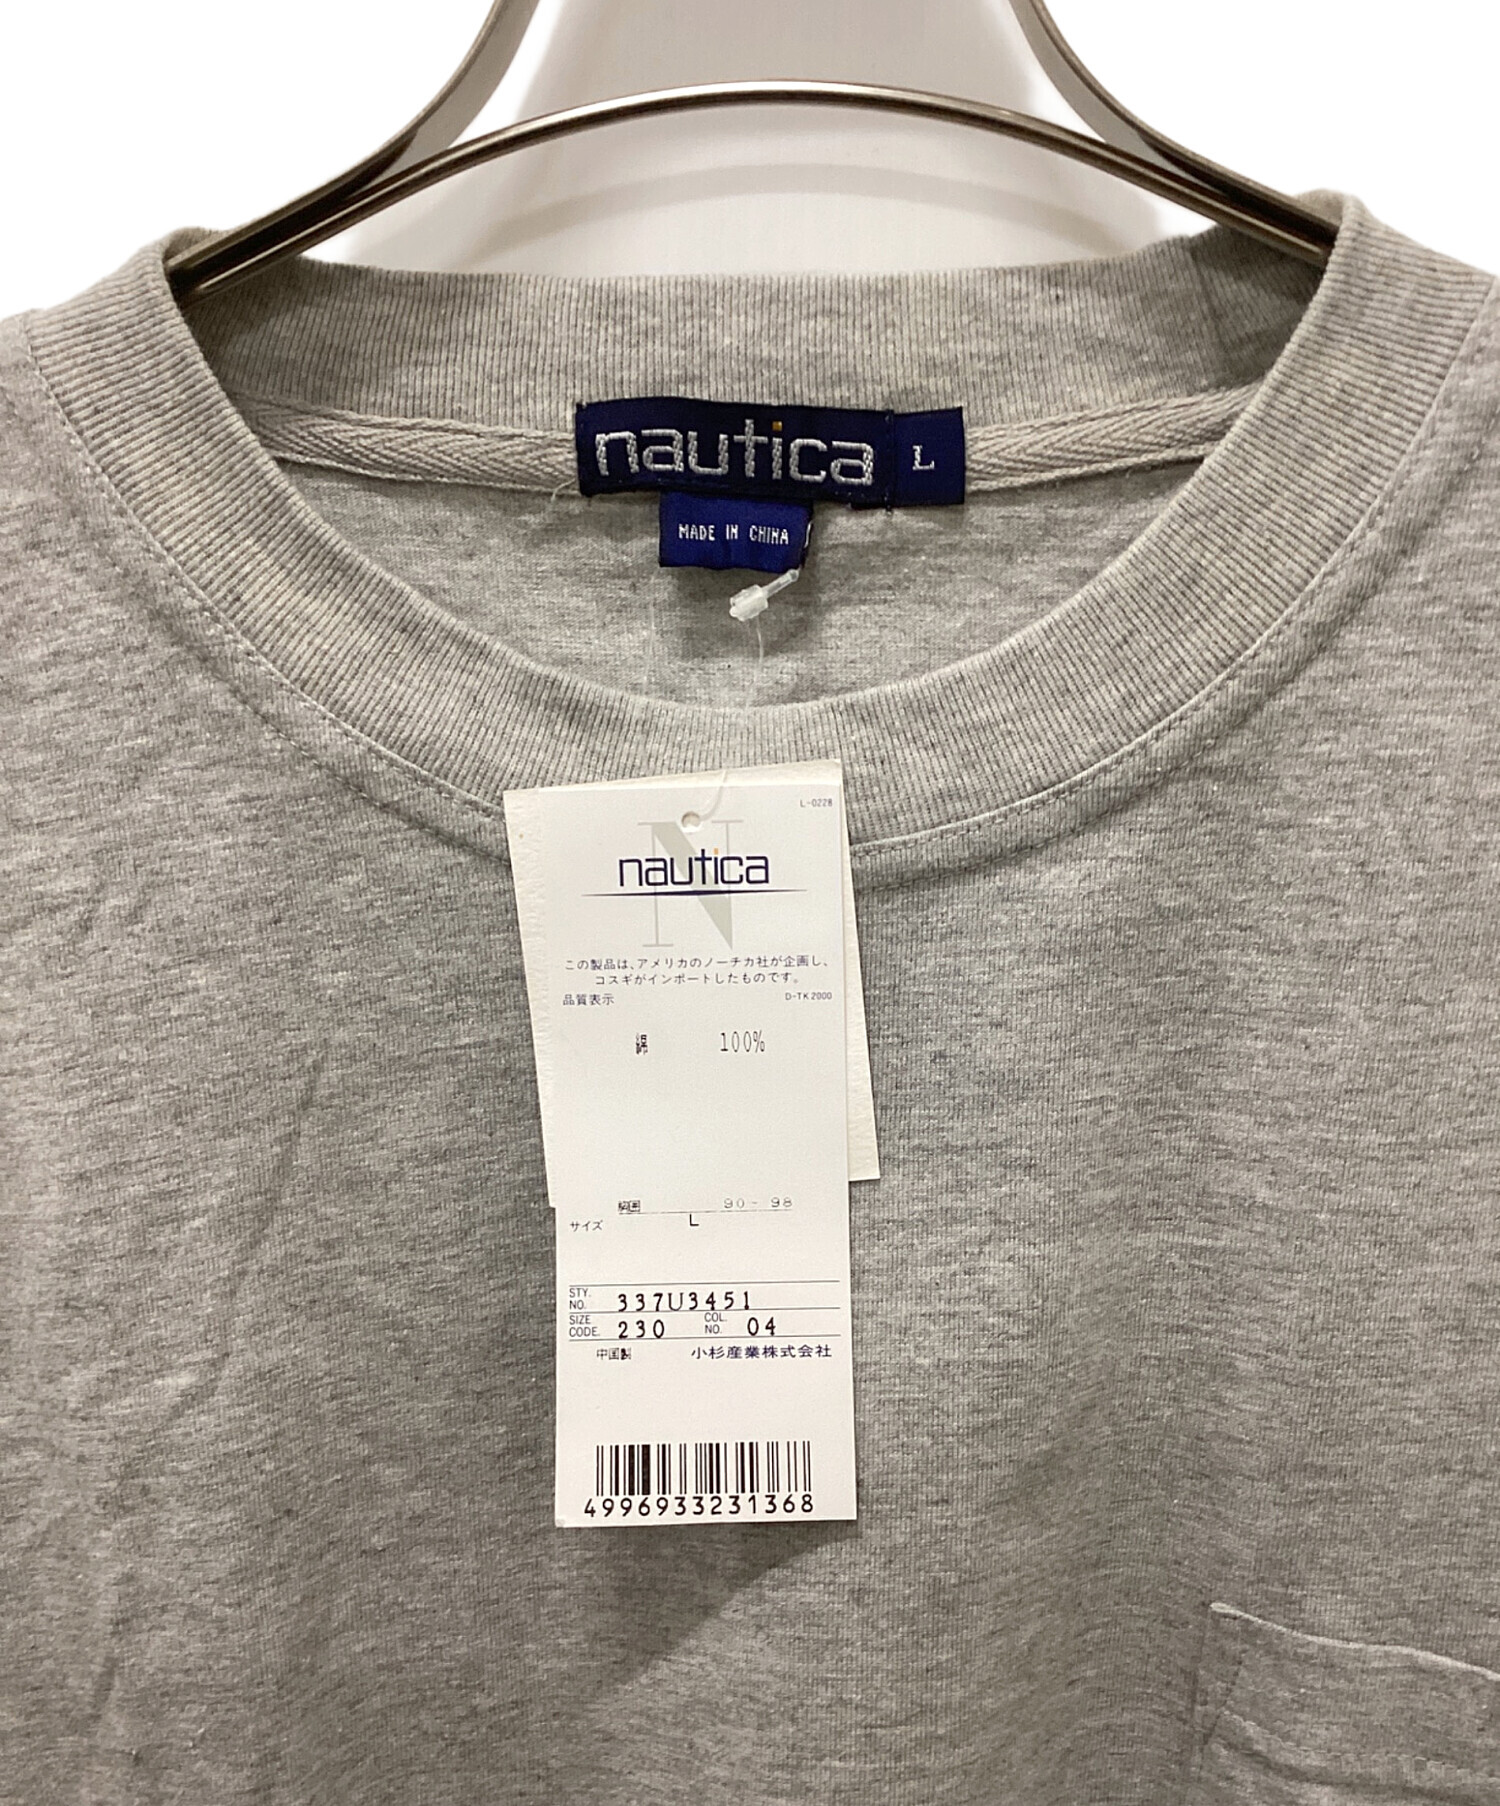 nautica L
MADE IN CHINA
L-0228
N
nautica
この製品は、アメリカのノーチカ社が企画し、
コスギがインポートしたものです。
品質表示 D-TK2000
綿 100%
胸囲 90- 98
サイズ L
STY. NO. 337U3451
SIZE CODE. 230 COL. NO. 04
中国製 小杉産業株式会社
4996933231368